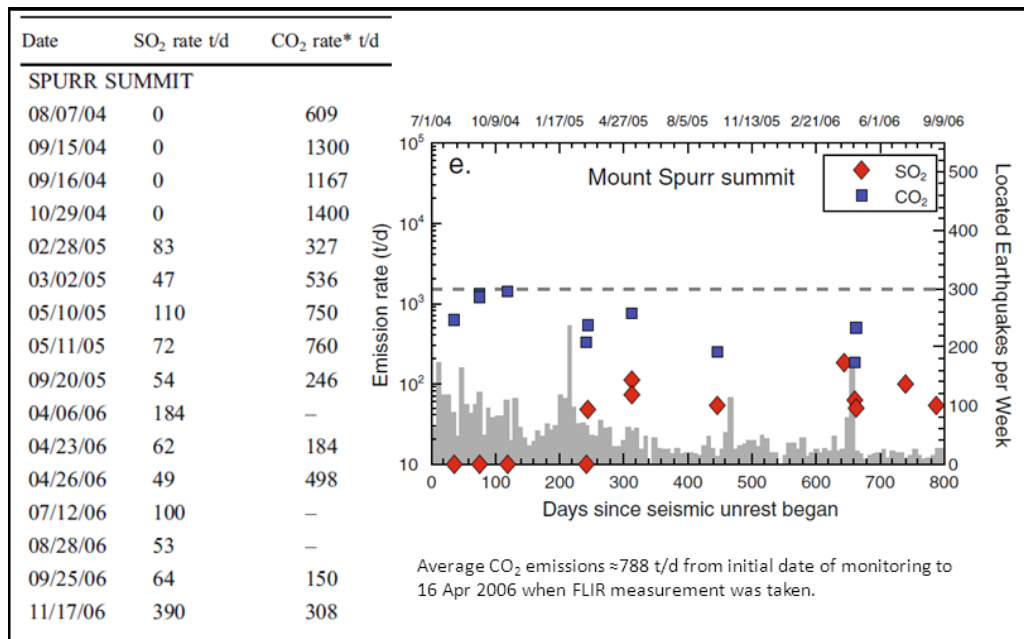 Date SO₂ rate t/d CO₂ rate* t/d
SPURR SUMMIT
08/07/04 0 609
09/15/04 0 1300
09/16/04 0 1167
10/29/04 0 1400
02/28/05 83 327
03/02/05 47 536
05/10/05 110 750
05/11/05 72 760
09/20/05 54 246
04/06/06 184 –
04/23/06 62 184
04/26/06 49 498
07/12/06 100 –
08/28/06 53 –
09/25/06 64 150
11/17/06 390 308
7/1/04 10/9/04 1/17/05 4/27/05 8/5/05 11/13/05 2/21/06 6/1/06 9/9/06
e.
Mount Spurr summit
SO₂
CO₂
Emission rate (t/d)
10⁵
10⁴
10³
10²
10
Located Earthquakes per Week
500
400
300
200
100
0
0 100 200 300 400 500 600 700 800
Days since seismic unrest began
Average CO₂ emissions ≈788 t/d from initial date of monitoring to
16 Apr 2006 when FLIR measurement was taken.